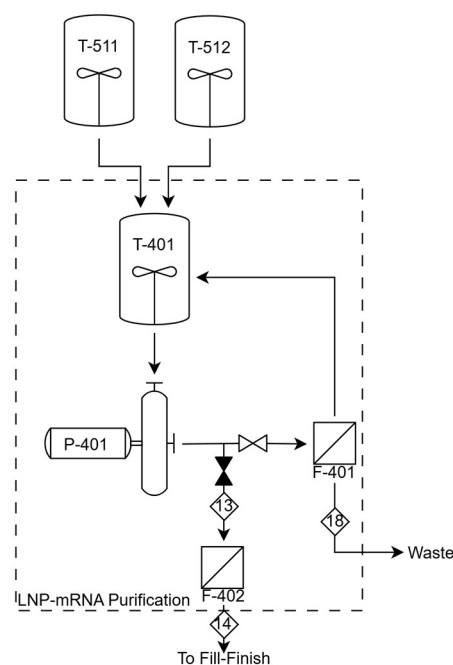 T-511
T-512
T-401
P-401
F-401
13
18
Waste
F-402
LNP-mRNA Purification
14
To Fill-Finish